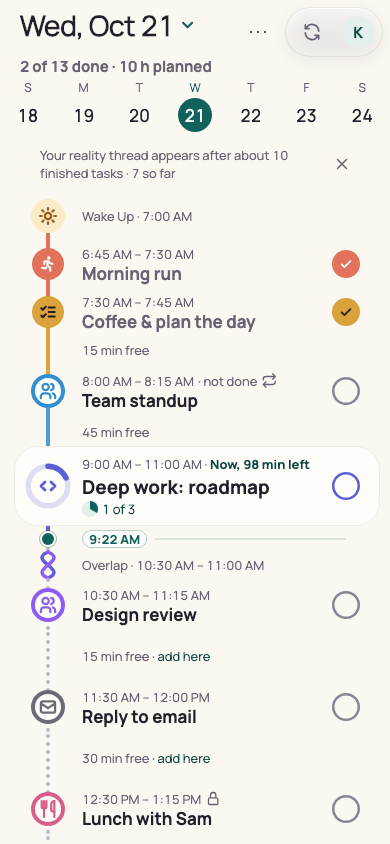 Wed, Oct 21
...
K
2 of 13 done · 10 h planned
S M T W T F S
18 19 20 21 22 23 24
Your reality thread appears after about 10
finished tasks · 7 so far
Wake Up · 7:00 AM
6:45 AM – 7:30 AM
Morning run
7:30 AM – 7:45 AM
Coffee & plan the day
15 min free
8:00 AM – 8:15 AM · not done
Team standup
45 min free
9:00 AM – 11:00 AM · Now, 98 min left
Deep work: roadmap
1 of 3
9:22 AM
Overlap · 10:30 AM – 11:00 AM
10:30 AM – 11:15 AM
Design review
15 min free · add here
11:30 AM – 12:00 PM
Reply to email
30 min free · add here
12:30 PM – 1:15 PM
Lunch with Sam